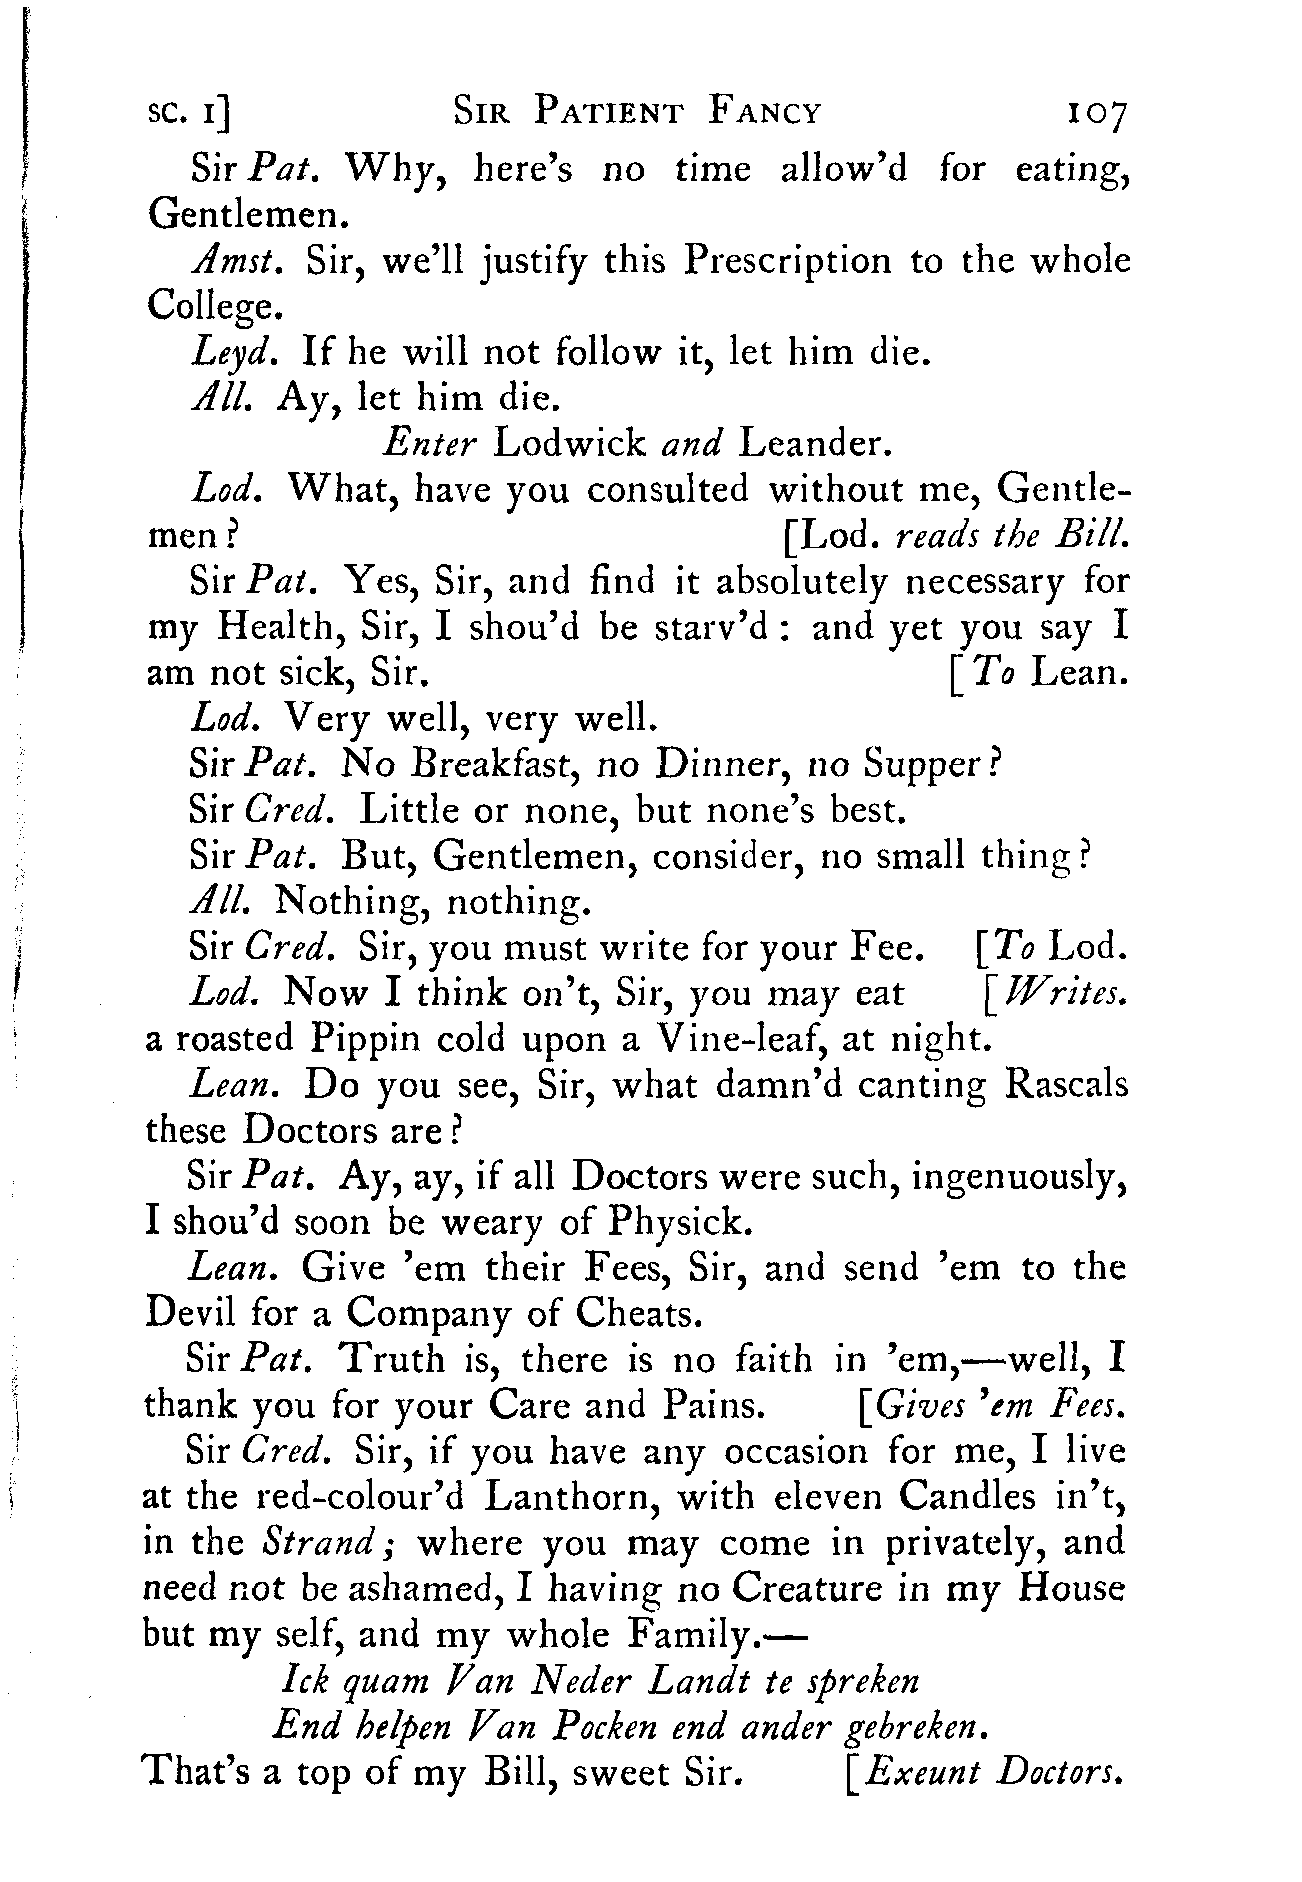 SC. I] SIR PATIENT FANCY 107
Sir Pat. Why, here's no time allow'd for eating,
Gentlemen.
Amst. Sir, we'll justify this Prescription to the whole
College.
Leyd. If he will not follow it, let him die.
All. Ay, let him die.
Enter Lodwick and Leander.
Lod. What, have you consulted without me, Gentle-
men? [Lod. reads the Bill.
Sir Pat. Yes, Sir, and find it absolutely necessary for
my Health, Sir, I shou'd be starv'd: and yet you say I
am not sick, Sir. [To Lean.
Lod. Very well, very well.
Sir Pat. No Breakfast, no Dinner, no Supper?
Sir Cred. Little or none, but none's best.
Sir Pat. But, Gentlemen, consider, no small thing?
All. Nothing, nothing.
Sir Cred. Sir, you must write for your Fee. [To Lod.
Lod. Now I think on't, Sir, you may eat [Writes.
a roasted Pippin cold upon a Vine-leaf, at night.
Lean. Do you see, Sir, what damn'd canting Rascals
these Doctors are?
Sir Pat. Ay, ay, if all Doctors were such, ingenuously,
I shou'd soon be weary of Physick.
Lean. Give 'em their Fees, Sir, and send 'em to the
Devil for a Company of Cheats.
Sir Pat. Truth is, there is no faith in 'em,—well, I
thank you for your Care and Pains. [Gives 'em Fees.
Sir Cred. Sir, if you have any occasion for me, I live
at the red-colour'd Lanthorn, with eleven Candles in't,
in the Strand; where you may come in privately, and
need not be ashamed, I having no Creature in my House
but my self, and my whole Family.—
Ick quam Van Neder Landt te spreken
End helpen Van Pocken end ander gebreken.
That's a top of my Bill, sweet Sir. [Exeunt Doctors.